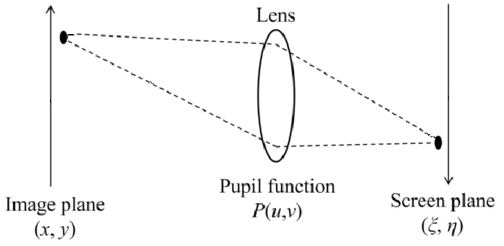 Lens
Pupil function
P(u,v)
Image plane
(x, y)
Screen plane
(ξ, η)